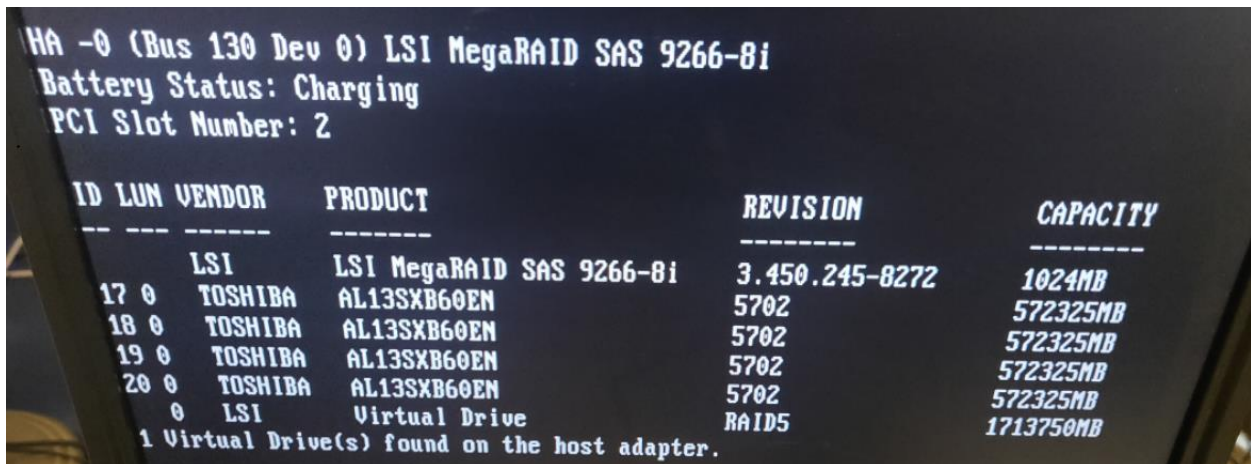 HA -0 (Bus 130 Dev 0) LSI MegaRAID SAS 9266-8i
Battery Status: Charging
PCI Slot Number: 2
ID LUN VENDOR PRODUCT REVISION CAPACITY
-- --- ------ ------- -------- --------
LSI LSI MegaRAID SAS 9266-8i 3.450.245-8272 1024MB
17 0 TOSHIBA AL13SXB60EN 5702 572325MB
18 0 TOSHIBA AL13SXB60EN 5702 572325MB
19 0 TOSHIBA AL13SXB60EN 5702 572325MB
20 0 TOSHIBA AL13SXB60EN 5702 572325MB
0 LSI Virtual Drive RAID5 1713750MB
1 Virtual Drive(s) found on the host adapter.